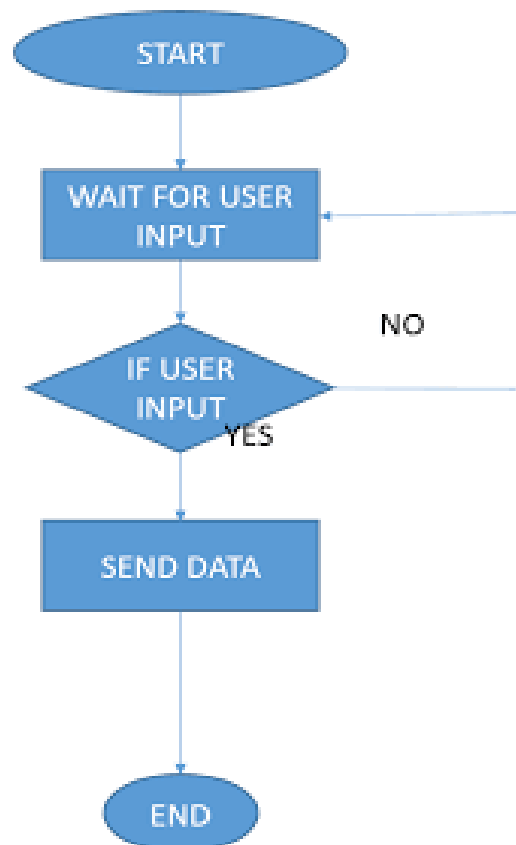 START
WAIT FOR USER
INPUT
NO
IF USER
INPUT
YES
SEND DATA
END